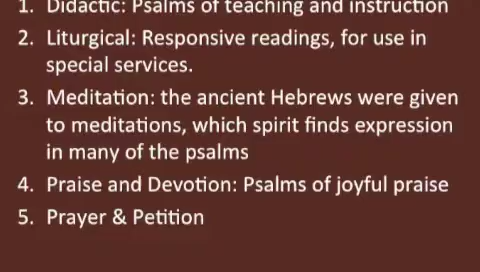 1. Didactic: Psalms of teaching and instruction
2. Liturgical: Responsive readings, for use in
special services.
3. Meditation: the ancient Hebrews were given
to meditations, which spirit finds expression
in many of the psalms
4. Praise and Devotion: Psalms of joyful praise
5. Prayer & Petition